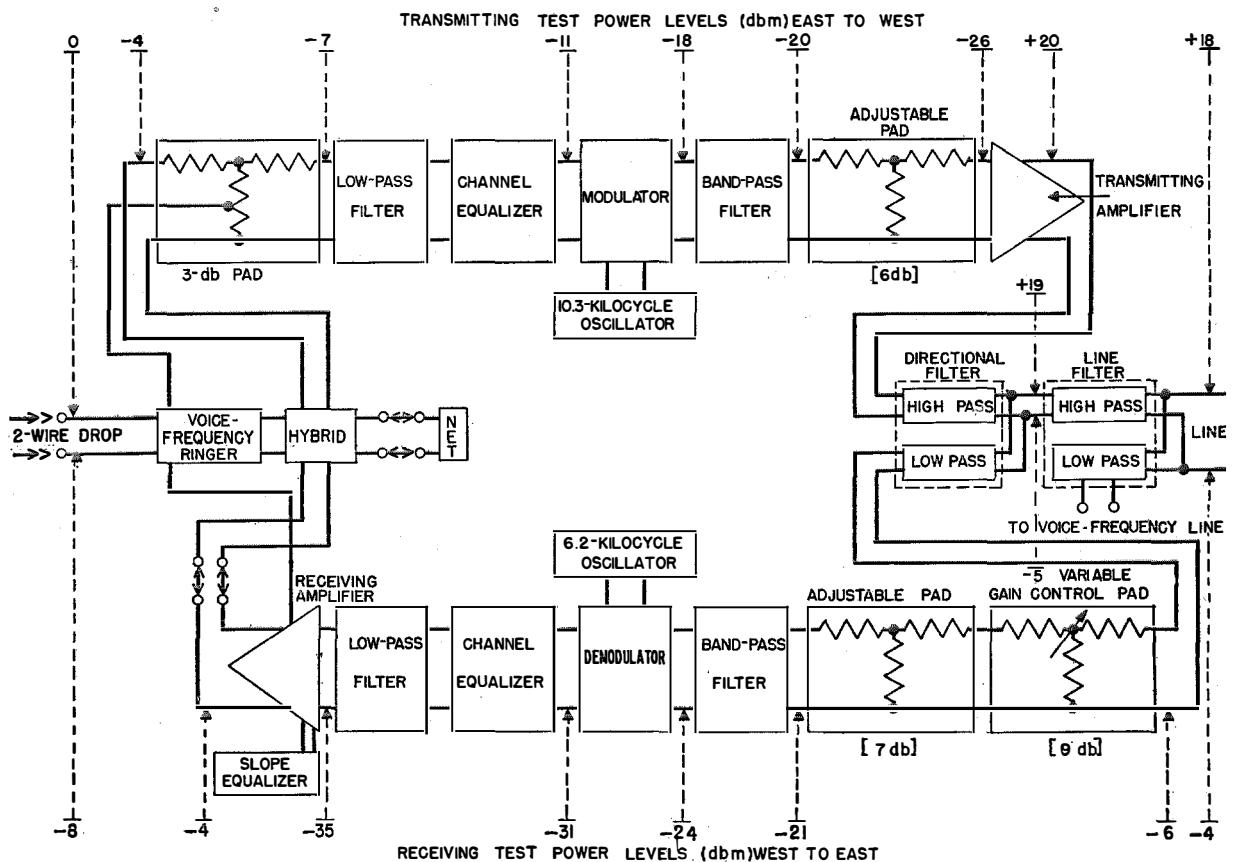 TRANSMITTING TEST POWER LEVELS (dbm) EAST TO WEST
0
-4
-7
-11
-18
-20
-26
+20
+18
ADJUSTABLE
PAD
LOW-PASS
FILTER
CHANNEL
EQUALIZER
MODULATOR
BAND-PASS
FILTER
TRANSMITTING
AMPLIFIER
3-db PAD
[6db]
10.3-KILOCYCLE
OSCILLATOR
+19
DIRECTIONAL
FILTER
LINE
FILTER
HIGH PASS
HIGH PASS
2-WIRE DROP
VOICE-
FREQUENCY
RINGER
HYBRID
NET
LINE
LOW PASS
LOW PASS
TO VOICE-FREQUENCY LINE
6.2-KILOCYCLE
OSCILLATOR
-5
VARIABLE
GAIN CONTROL PAD
RECEIVING
AMPLIFIER
ADJUSTABLE PAD
LOW-PASS
FILTER
CHANNEL
EQUALIZER
DENODULATOR
BAND-PASS
FILTER
[7db]
[9db]
SLOPE
EQUALIZER
-8
-4
-35
-31
-24
-21
-6
-4
RECEIVING TEST POWER LEVELS (dbm) WEST TO EAST